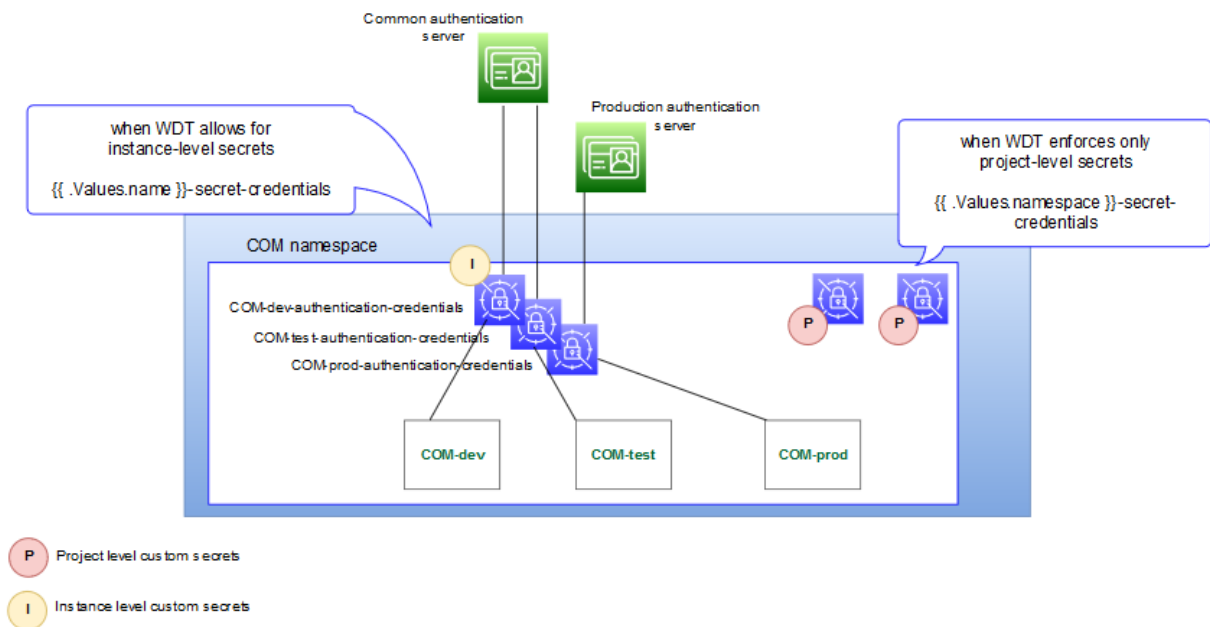 Common authentication
server
Production authentication
server
when WDT allows for
instance-level secrets
{{ .Values.name }}-secret-credentials
when WDT enforces only
project-level secrets
{{ .Values.namespace }}-secret-
credentials
COM namespace
I
COM-dev-authentication-credentials
COM-test-authentication-credentials
COM-prod-authentication-credentials
P
P
COM-dev
COM-test
COM-prod
P
Project level custom secrets
I
Instance level custom secrets